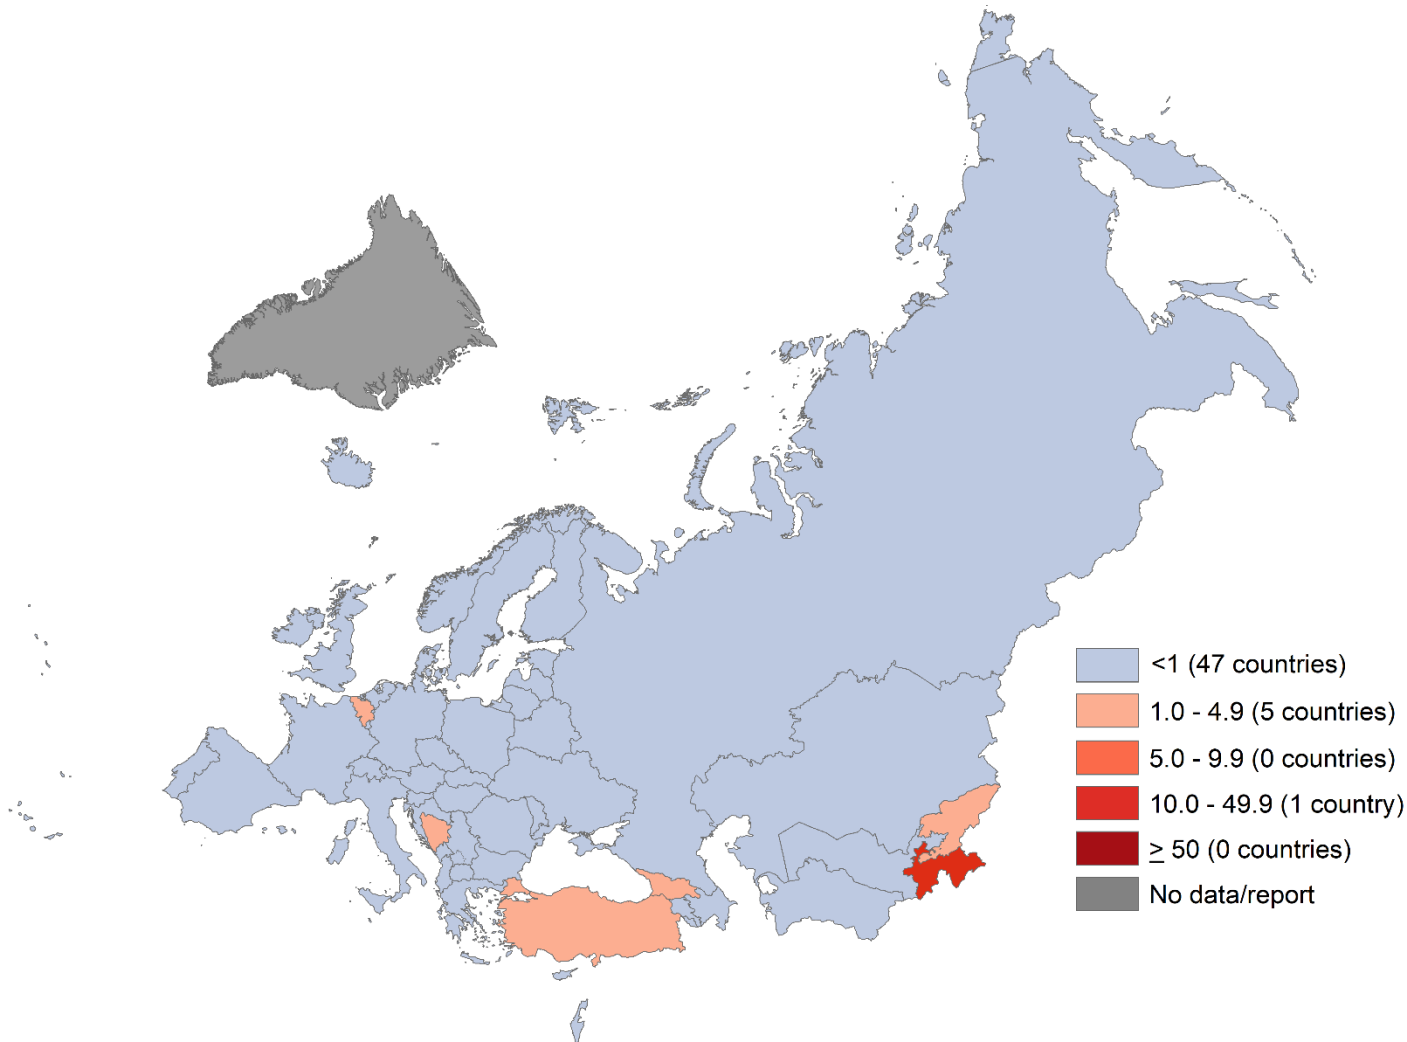 <1 (47 countries)
1.0 - 4.9 (5 countries)
5.0 - 9.9 (0 countries)
10.0 - 49.9 (1 country)
≥ 50 (0 countries)
No data/report